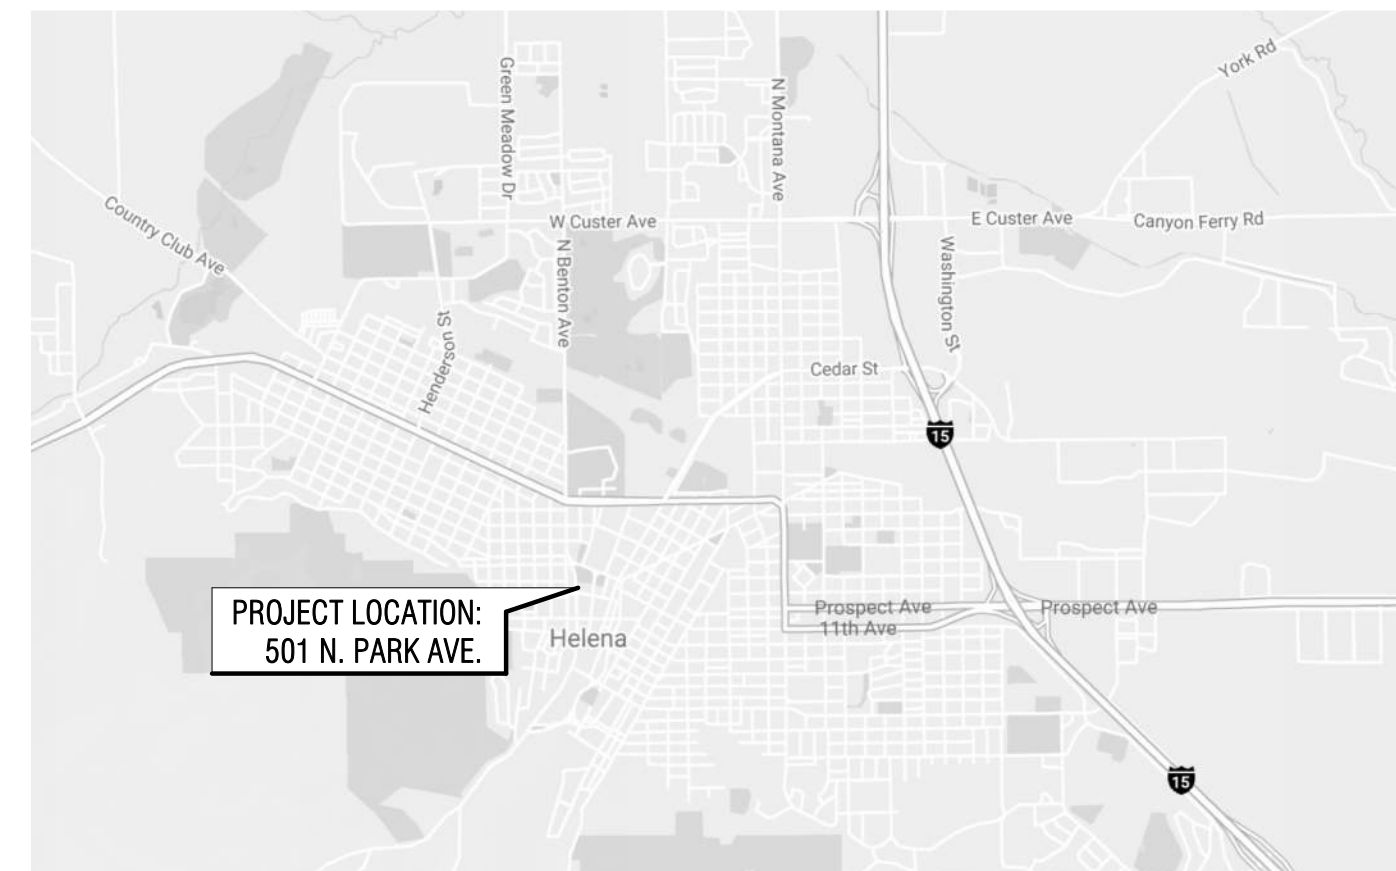 York Rd
Green Meadow Dr
N Montana Ave
Country Club Ave
W Custer Ave
E Custer Ave
Canyon Ferry Rd
N Benton Ave
Washington St
Henderson St
Cedar St
15
PROJECT LOCATION:
501 N. PARK AVE.
Prospect Ave
Prospect Ave
11th Ave
Helena
15